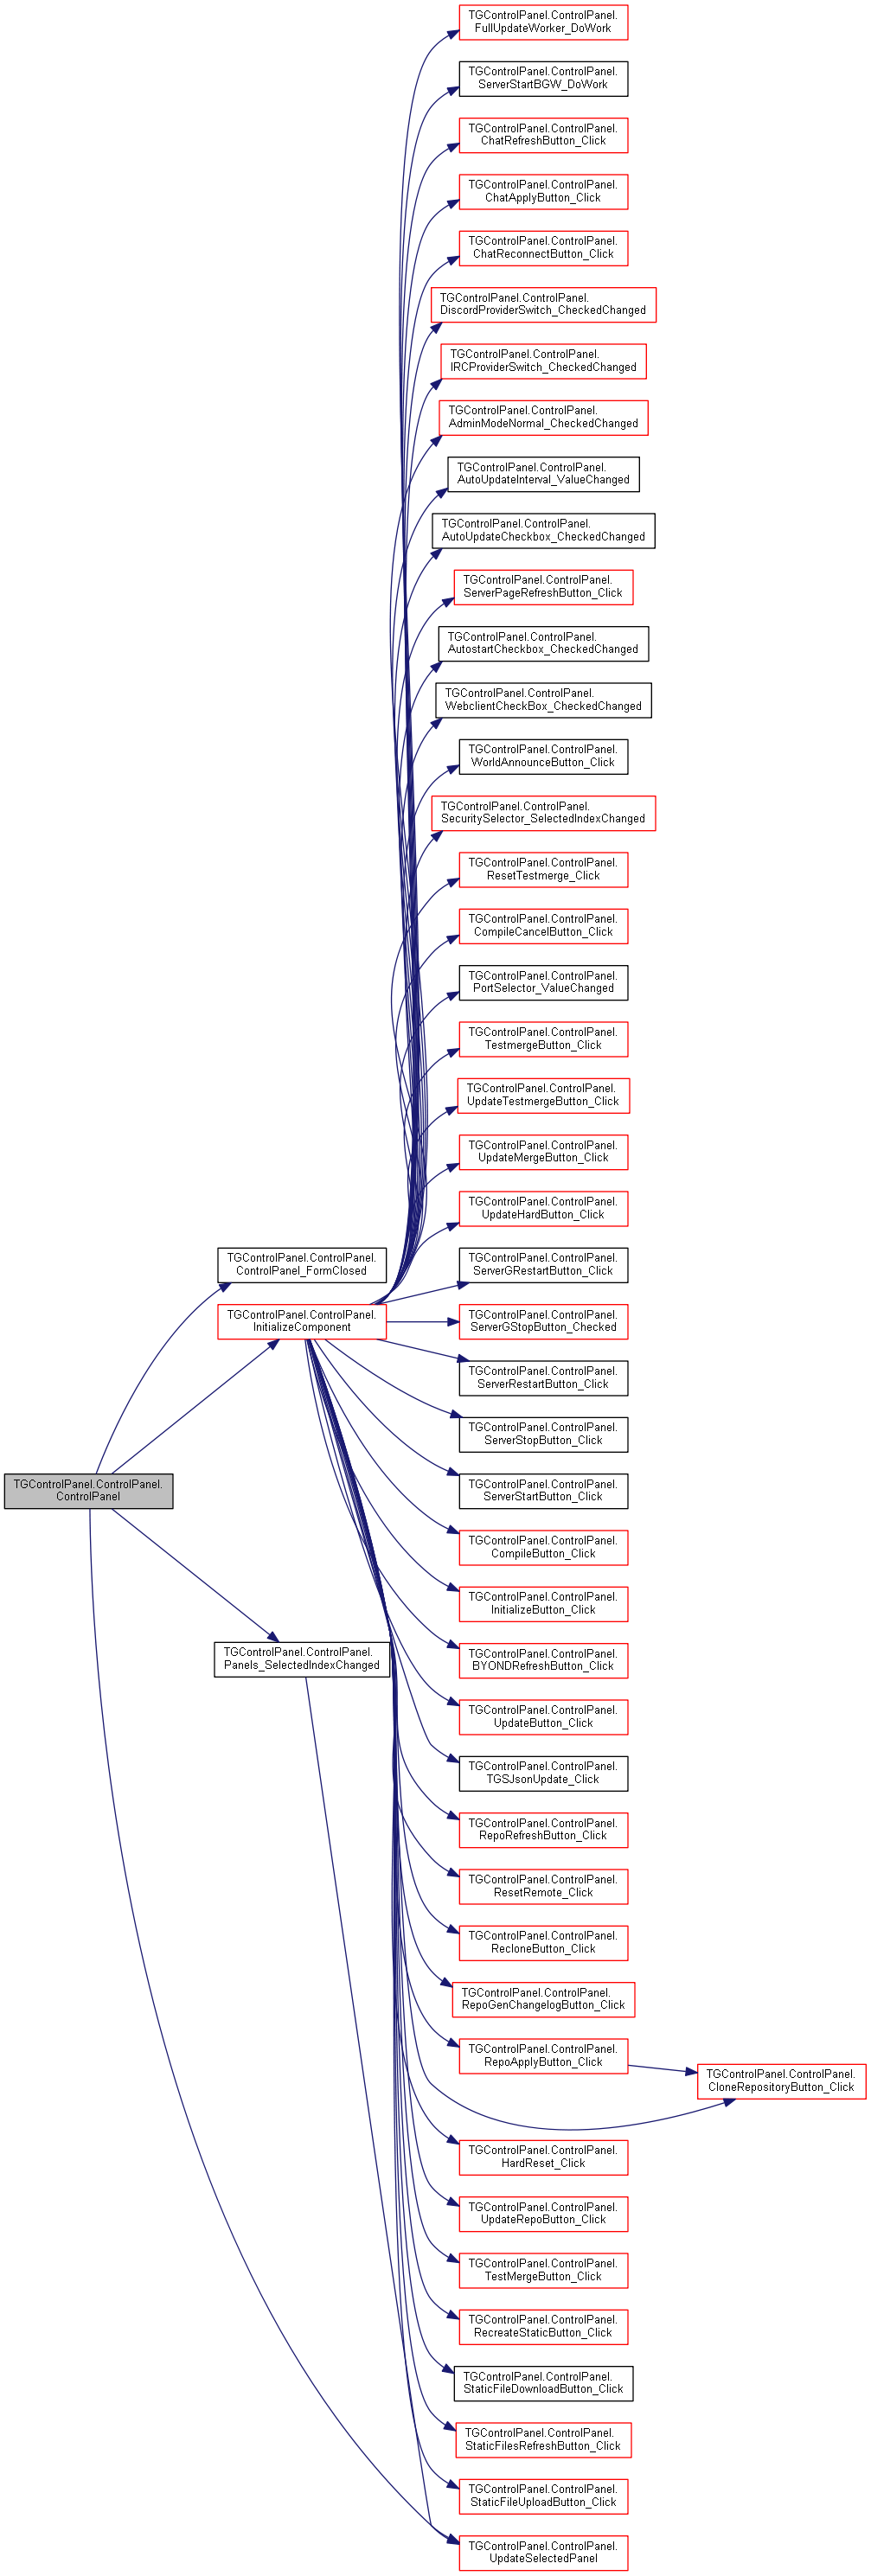 TGControlPanel.ControlPanel.
FullUpdateWorker_DoWork
TGControlPanel.ControlPanel.
ServerStartBGW_DoWork
TGControlPanel.ControlPanel.
ChatRefreshButton_Click
TGControlPanel.ControlPanel.
ChatApplyButton_Click
TGControlPanel.ControlPanel.
ChatReconnectButton_Click
TGControlPanel.ControlPanel.
DiscordProviderSwitch_CheckedChanged
TGControlPanel.ControlPanel.
IRCProviderSwitch_CheckedChanged
TGControlPanel.ControlPanel.
AdminModeNormal_CheckedChanged
TGControlPanel.ControlPanel.
AutoUpdateInterval_ValueChanged
TGControlPanel.ControlPanel.
AutoUpdateCheckbox_CheckedChanged
TGControlPanel.ControlPanel.
ServerPageRefreshButton_Click
TGControlPanel.ControlPanel.
AutostartCheckbox_CheckedChanged
TGControlPanel.ControlPanel.
WebclientCheckBox_CheckedChanged
TGControlPanel.ControlPanel.
WorldAnnounceButton_Click
TGControlPanel.ControlPanel.
SecuritySelector_SelectedIndexChanged
TGControlPanel.ControlPanel.
ResetTestmerge_Click
TGControlPanel.ControlPanel.
CompileCancelButton_Click
TGControlPanel.ControlPanel.
PortSelector_ValueChanged
TGControlPanel.ControlPanel.
TestmergeButton_Click
TGControlPanel.ControlPanel.
UpdateTestmergeButton_Click
TGControlPanel.ControlPanel.
UpdateMergeButton_Click
TGControlPanel.ControlPanel.
UpdateHardButton_Click
TGControlPanel.ControlPanel.
ControlPanel_FormClosed
TGControlPanel.ControlPanel.
ServerGRestartButton_Click
TGControlPanel.ControlPanel.
InitializeComponent
TGControlPanel.ControlPanel.
ServerGStopButton_Checked
TGControlPanel.ControlPanel.
ServerRestartButton_Click
TGControlPanel.ControlPanel.
ServerStopButton_Click
TGControlPanel.ControlPanel.
ControlPanel
TGControlPanel.ControlPanel.
ServerStartButton_Click
TGControlPanel.ControlPanel.
CompileButton_Click
TGControlPanel.ControlPanel.
InitializeButton_Click
TGControlPanel.ControlPanel.
Panels_SelectedIndexChanged
TGControlPanel.ControlPanel.
BYONDRefreshButton_Click
TGControlPanel.ControlPanel.
UpdateButton_Click
TGControlPanel.ControlPanel.
TGSJsonUpdate_Click
TGControlPanel.ControlPanel.
RepoRefreshButton_Click
TGControlPanel.ControlPanel.
ResetRemote_Click
TGControlPanel.ControlPanel.
RecloneButton_Click
TGControlPanel.ControlPanel.
RepoGenChangelogButton_Click
TGControlPanel.ControlPanel.
RepoApplyButton_Click
TGControlPanel.ControlPanel.
CloneRepositoryButton_Click
TGControlPanel.ControlPanel.
HardReset_Click
TGControlPanel.ControlPanel.
UpdateRepoButton_Click
TGControlPanel.ControlPanel.
TestMergeButton_Click
TGControlPanel.ControlPanel.
RecreateStaticButton_Click
TGControlPanel.ControlPanel.
StaticFileDownloadButton_Click
TGControlPanel.ControlPanel.
StaticFilesRefreshButton_Click
TGControlPanel.ControlPanel.
StaticFileUploadButton_Click
TGControlPanel.ControlPanel.
UpdateSelectedPanel